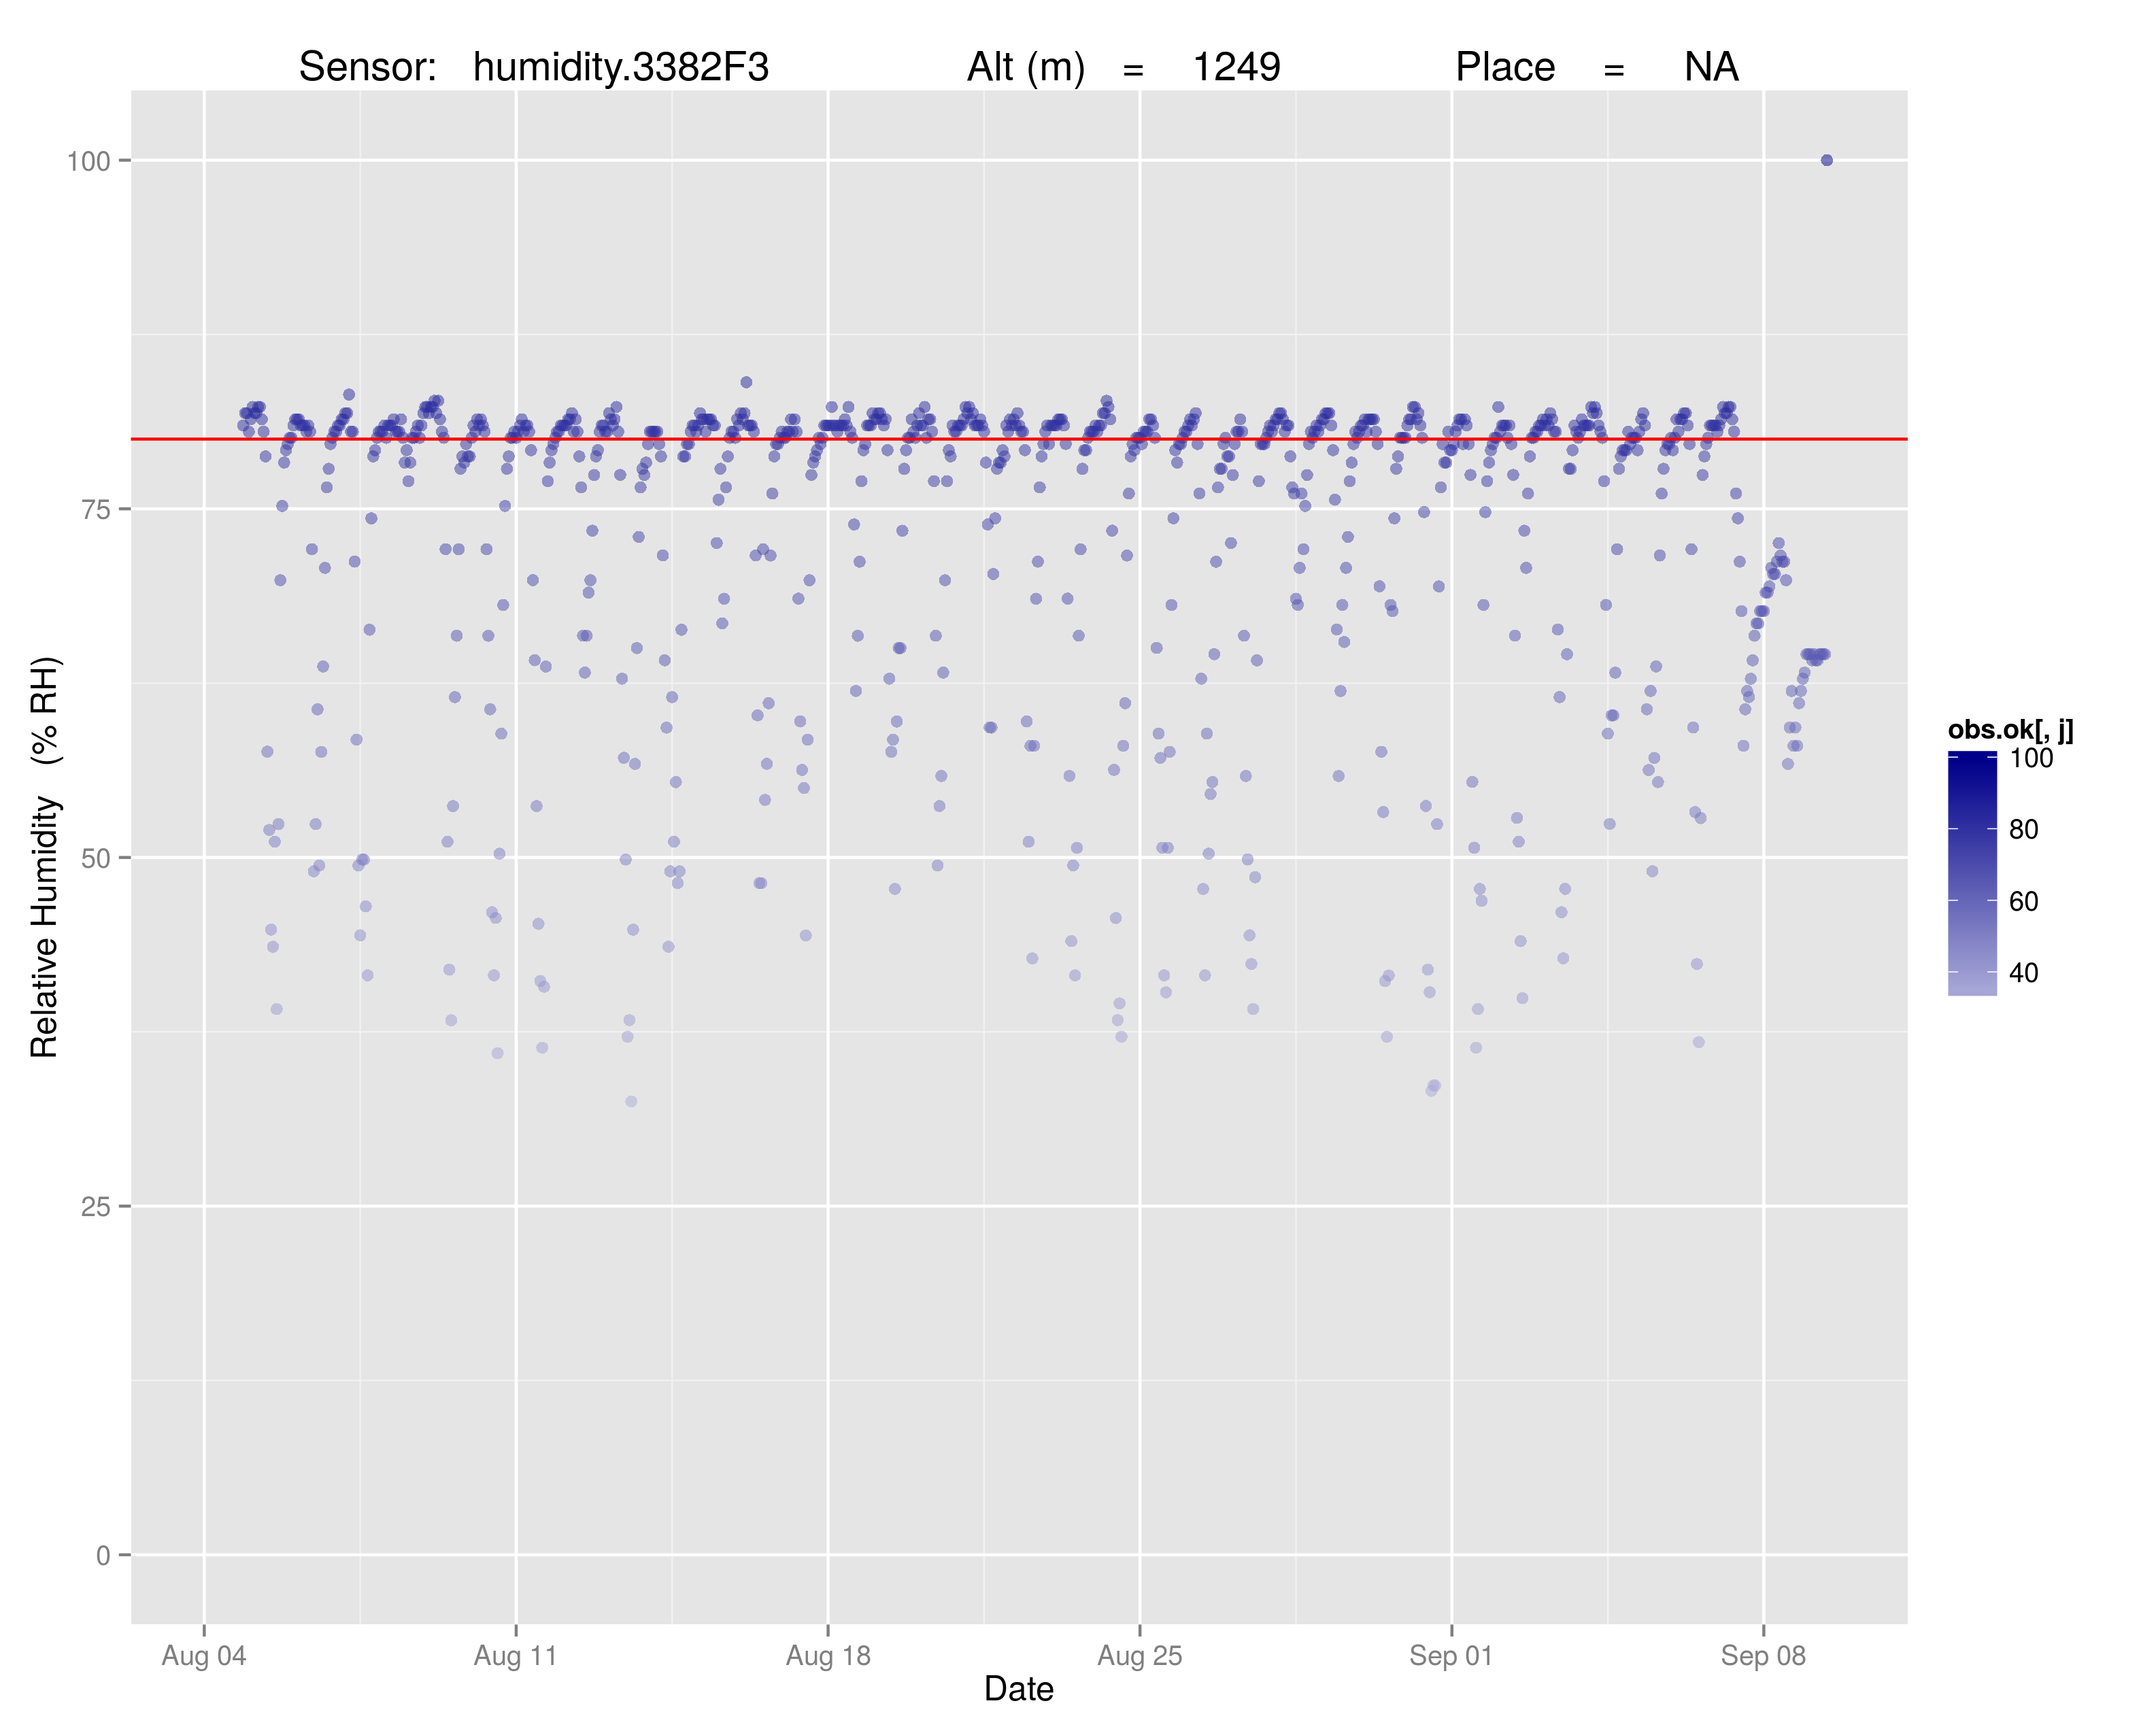 Sensor: humidity.3382F3 Alt (m) = 1249 Place = NA
Relative Humidity (% RH)
100
75
50
25
0
Aug 04 Aug 11 Aug 18 Aug 25 Sep 01 Sep 08
Date
obs.ok[, j]
100
80
60
40